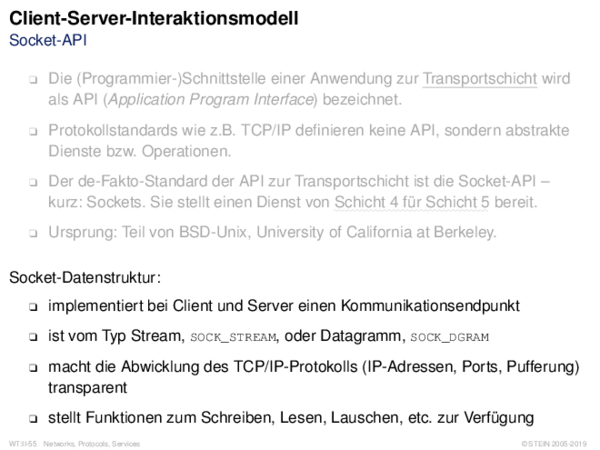 Client-Server-Interaktionsmodell
Socket-API
❑ Die (Programmier-)Schnittstelle einer Anwendung zur Transportschicht wird
als API (Application Program Interface) bezeichnet.
❑ Protokollstandards wie z.B. TCP/IP definieren keine API, sondern abstrakte
Dienste bzw. Operationen.
❑ Der de-Fakto-Standard der API zur Transportschicht ist die Socket-API –
kurz: Sockets. Sie stellt einen Dienst von Schicht 4 für Schicht 5 bereit.
❑ Ursprung: Teil von BSD-Unix, University of California at Berkeley.
Socket-Datenstruktur:
❑ implementiert bei Client und Server einen Kommunikationsendpunkt
❑ ist vom Typ Stream, SOCK_STREAM, oder Datagramm, SOCK_DGRAM
❑ macht die Abwicklung des TCP/IP-Protokolls (IP-Adressen, Ports, Pufferung)
transparent
❑ stellt Funktionen zum Schreiben, Lesen, Lauschen, etc. zur Verfügung
WT:II-55 Networks, Protocols, Services © STEIN 2005-2019